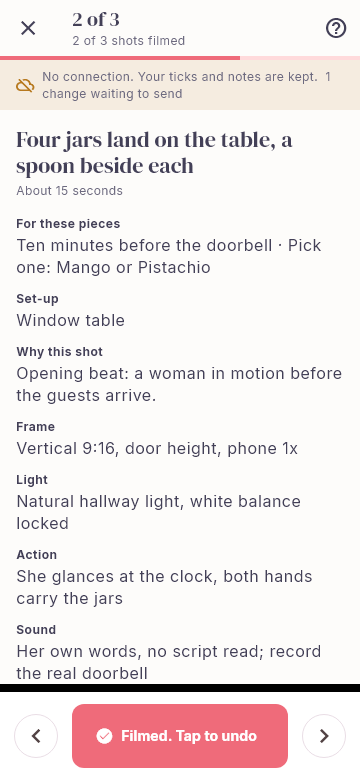 2 of 3
2 of 3 shots filmed
No connection. Your ticks and notes are kept. 1
change waiting to send
Four jars land on the table, a
spoon beside each
About 15 seconds
For these pieces
Ten minutes before the doorbell · Pick
one: Mango or Pistachio
Set-up
Window table
Why this shot
Opening beat: a woman in motion before
the guests arrive.
Frame
Vertical 9:16, door height, phone 1x
Light
Natural hallway light, white balance
locked
Action
She glances at the clock, both hands
carry the jars
Sound
Her own words, no script read; record
the real doorbell
Filmed. Tap to undo